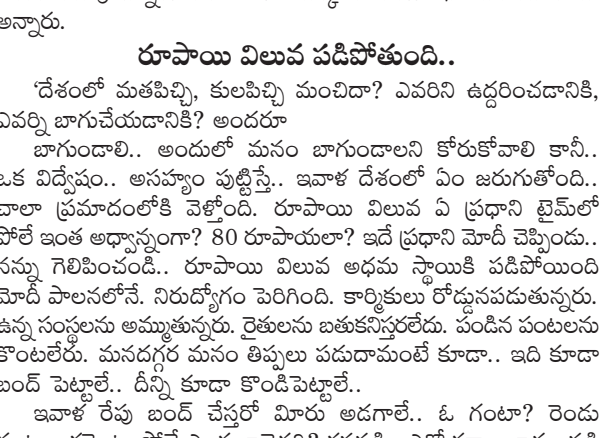 అన్నారు.
రూపాయి విలువ పడిపోతుంది..
‘దేశంలో మతపిచ్చి, కులపిచ్చి మంచిదా? ఎవరిని ఉద్దరించడానికి,
ఎవర్ని బాగుచేయడానికి? అందరూ
బాగుండాలి.. అందులో మనం బాగుండాలని కోరుకోవాలి కానీ..
ఒక విద్వేషం.. అసహ్యం పుట్టిస్తే.. ఇవాళ దేశంలో ఏం జరుగుతోంది..
చాలా ప్రమాదంలోకి వెళ్తోంది. రూపాయి విలువ ఏ ప్రధాని టైమ్‌లో
పోలే ఇంత అధ్వాన్నంగా? 80 రూపాయలా? ఇదే ప్రధాని మోదీ చెప్పిండు..
నన్ను గెలిపించండి.. రూపాయి విలువ అధమ స్థాయికి పడిపోయింది
మోదీ పాలనలోనే. నిరుద్యోగం పెరిగింది. కార్మికులు రోడ్డునపడుతున్నరు.
ఉన్న సంస్థలను అమ్ముతున్నరు. రైతులను బతుకనిస్తరలేదు. పండిన పంటలను
కొంటలేరు. మనదగ్గర మనం తిప్పలు పడుదామంటే కూడా.. ఇది కూడా
బంద్ పెట్టాలే.. దీన్ని కూడా కొండిపెట్టాలే..
ఇవాళ రేపు బంద్ చేస్తరో మీరు అడగాలే.. ఓ గంటా? రెండు